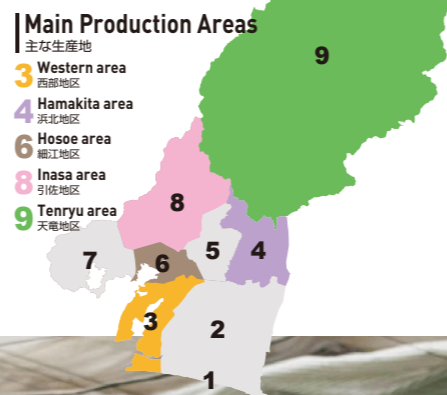 Main Production Areas
主な生産地
3 Western area
西部地区
4 Hamakita area
浜北地区
6 Hosoe area
細江地区
8 Inasa area
引佐地区
9 Tenryu area
天竜地区
9
8
7
6
5
4
3
2
1